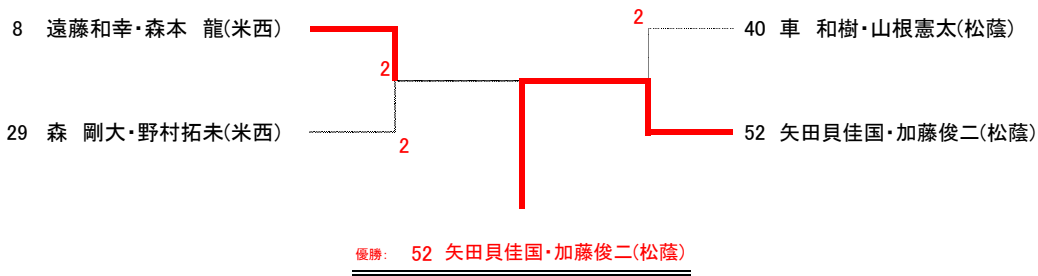 8 遠藤和幸・森本 龍(米西)
2
40 車 和樹・山根憲太(松蔭)
2
29 森 剛大・野村拓未(米西)
2
52 矢田貝佳国・加藤俊二(松蔭)
優勝: 52 矢田貝佳国・加藤俊二(松蔭)